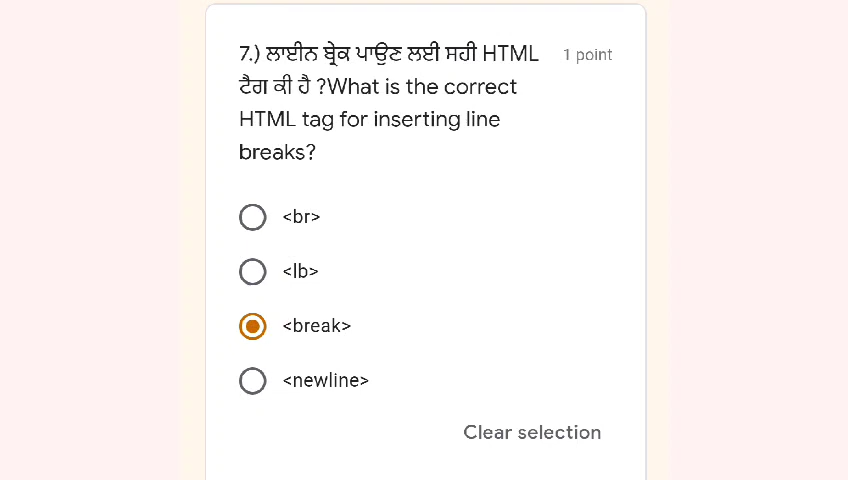 7.) ਲਾਈਨ ਬ੍ਰੇਕ ਪਾਉਣ ਲਈ ਸਹੀ HTML 1 point
ਟੈਗ ਕੀ ਹੈ ?What is the correct
HTML tag for inserting line
breaks?
<br>
<lb>
<break>
<newline>
Clear selection